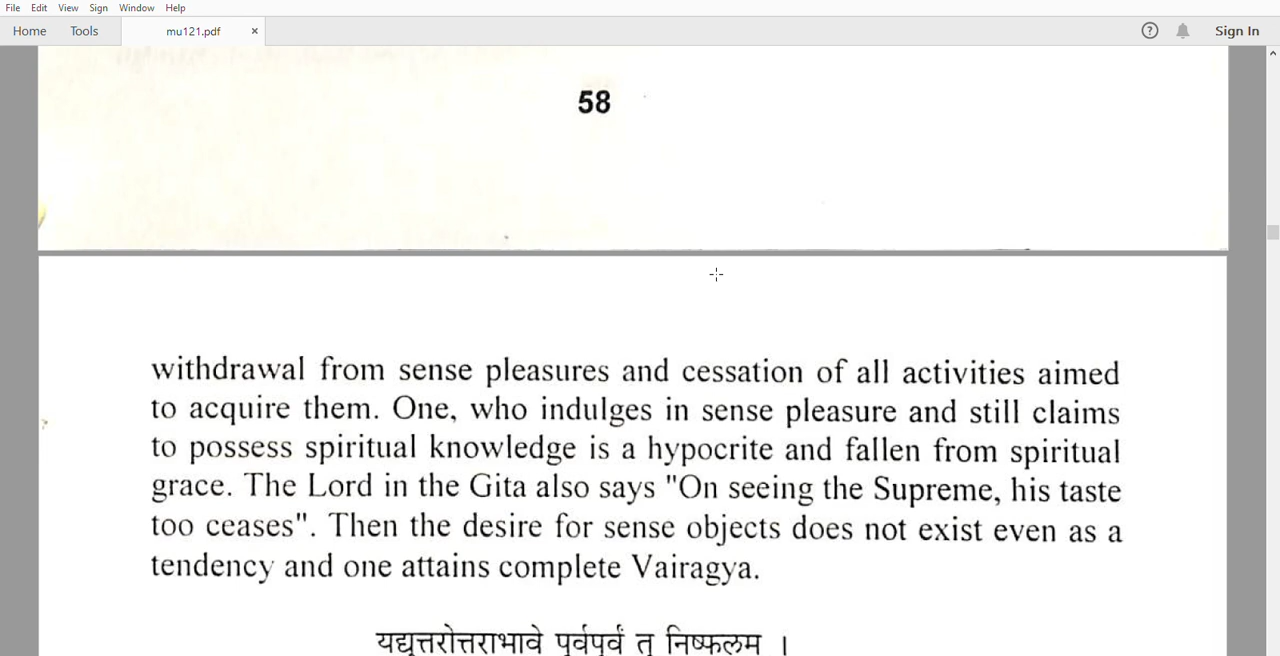 File Edit View Sign Window Help
Home Tools mu121.pdf × Sign In
58
withdrawal from sense pleasures and cessation of all activities aimed
to acquire them. One, who indulges in sense pleasure and still claims
to possess spiritual knowledge is a hypocrite and fallen from spiritual
grace. The Lord in the Gita also says "On seeing the Supreme, his taste
too ceases". Then the desire for sense objects does not exist even as a
tendency and one attains complete Vairagya.
यद्युत्तरोत्तराभावे पूर्वपूर्वं तु निष्फलम् ।